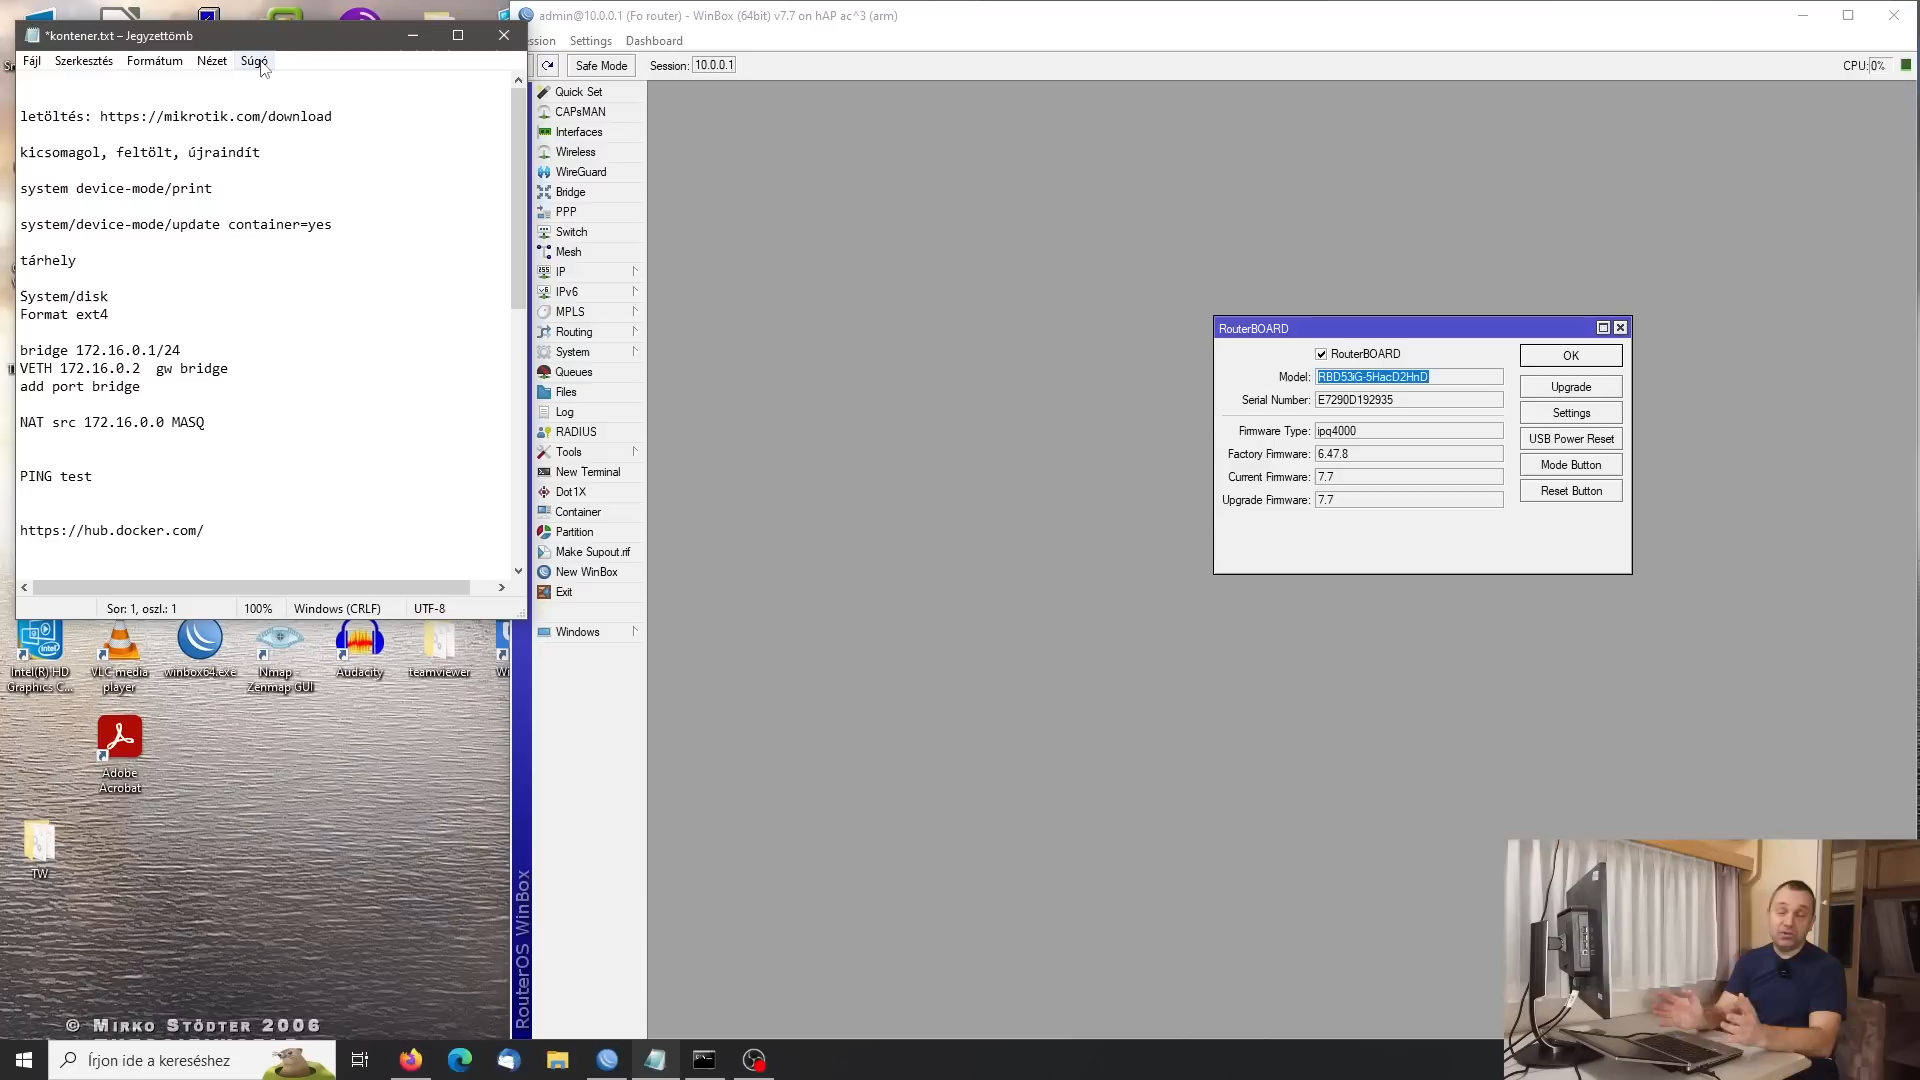 admin@10.0.0.1 (Fo router) - WinBox (64bit) v7.7 on hAP ac^3 (arm)
ssion Settings Dashboard
Safe Mode
Session: 10.0.0.1
CPU: 0%
*kontener.txt – Jegyzettömb
Fájl Szerkesztés Formátum Nézet Súgó
letöltés: https://mikrotik.com/download
kicsomagol, feltölt, újraindít
system device-mode/print
system/device-mode/update container=yes
tárhely
System/disk
Format ext4
bridge 172.16.0.1/24
VETH 172.16.0.2  gw bridge
add port bridge
NAT src 172.16.0.0 MASQ
PING test
https://hub.docker.com/
Sor: 1, oszl.: 1
100%
Windows (CRLF)
UTF-8
Quick Set
CAPsMAN
Interfaces
Wireless
WireGuard
Bridge
PPP
Switch
Mesh
IP
IPv6
MPLS
Routing
System
Queues
Files
Log
RADIUS
Tools
New Terminal
Dot1X
Container
Partition
Make Supout.rif
New WinBox
Exit
Windows
RouterOS WinBox
RouterBOARD
RouterBOARD
Model: RBD53iG-5HacD2HnD
Serial Number: E7290D192935
Firmware Type: ipq4000
Factory Firmware: 6.47.8
Current Firmware: 7.7
Upgrade Firmware: 7.7
OK
Upgrade
Settings
USB Power Reset
Mode Button
Reset Button
Intel(R) HD
Graphics C...
VLC media
player
winbox64.exe
Nmap -
Zenmap GUI
Audacity
teamviewer
Adobe
Acrobat
TW
© Mirko Städter 2006
Írjon ide a kereséshez